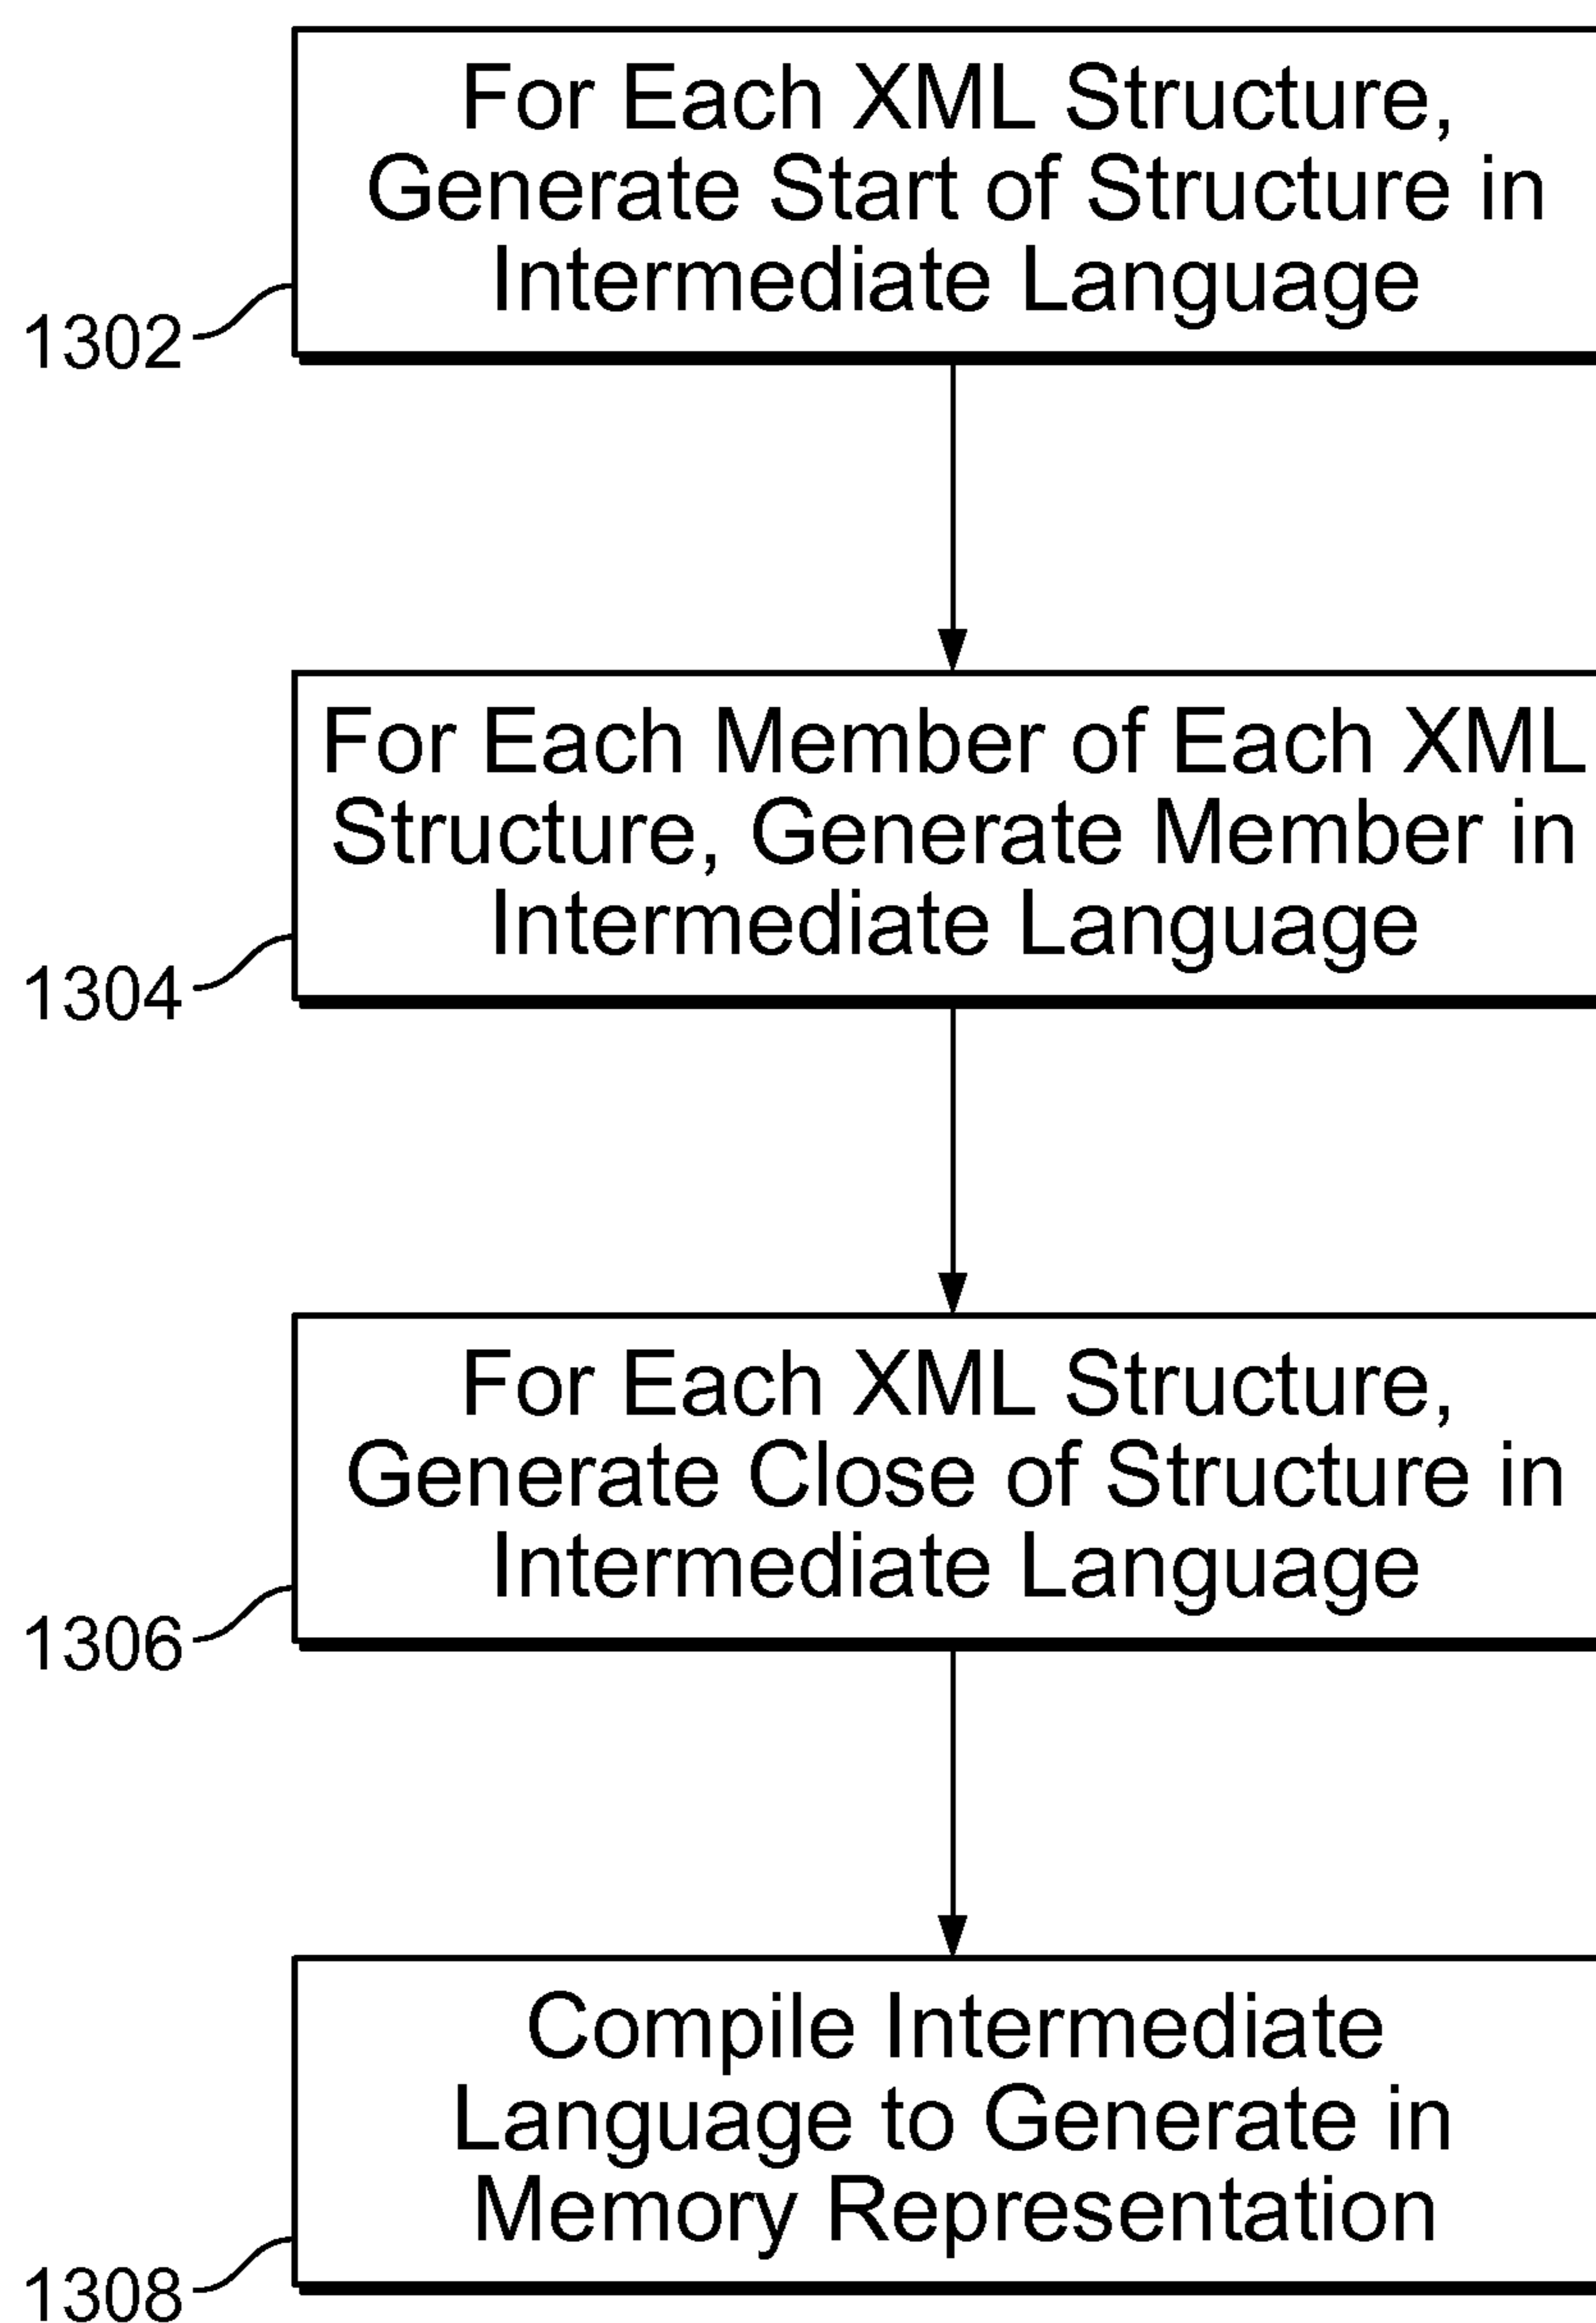 For Each XML Structure,
Generate Start of Structure in
Intermediate Language
1302
For Each Member of Each XML
Structure, Generate Member in
Intermediate Language
1304
For Each XML Structure,
Generate Close of Structure in
Intermediate Language
1306
Compile Intermediate
Language to Generate in
Memory Representation
1308